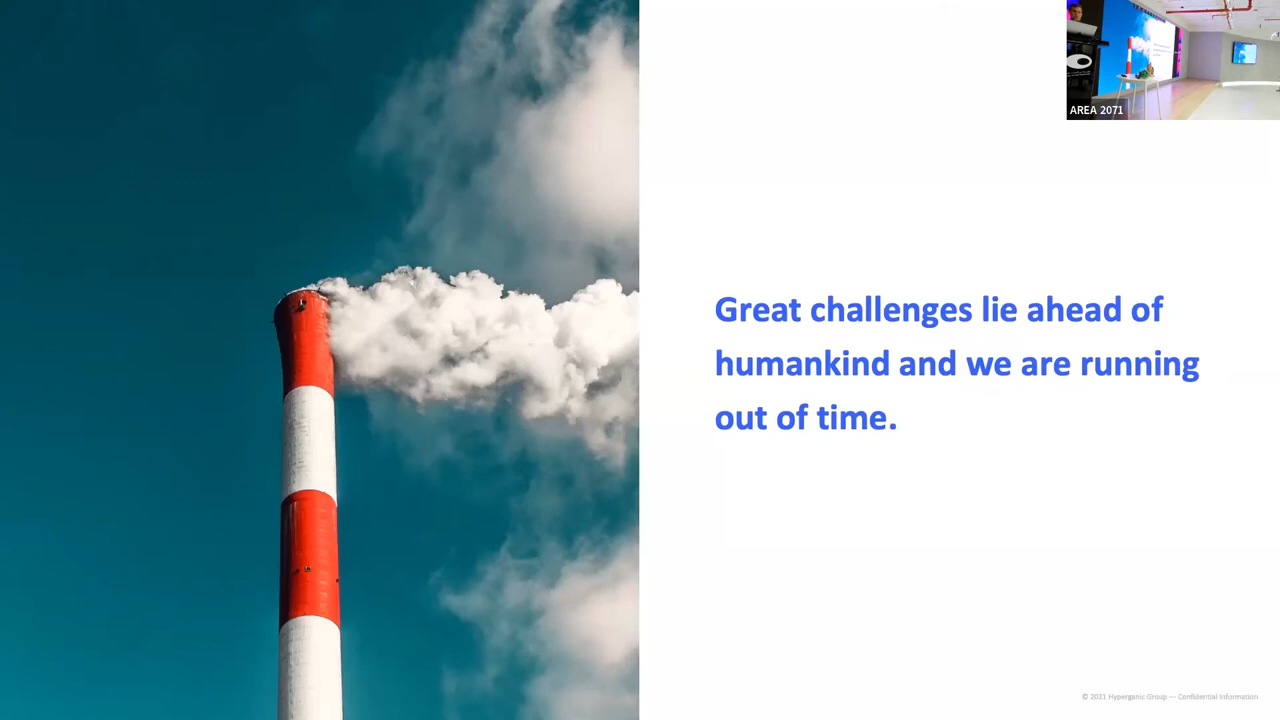 AREA 2071
Great challenges lie ahead of
humankind and we are running
out of time.
© 2021 Hyperganic Group — Confidential Information